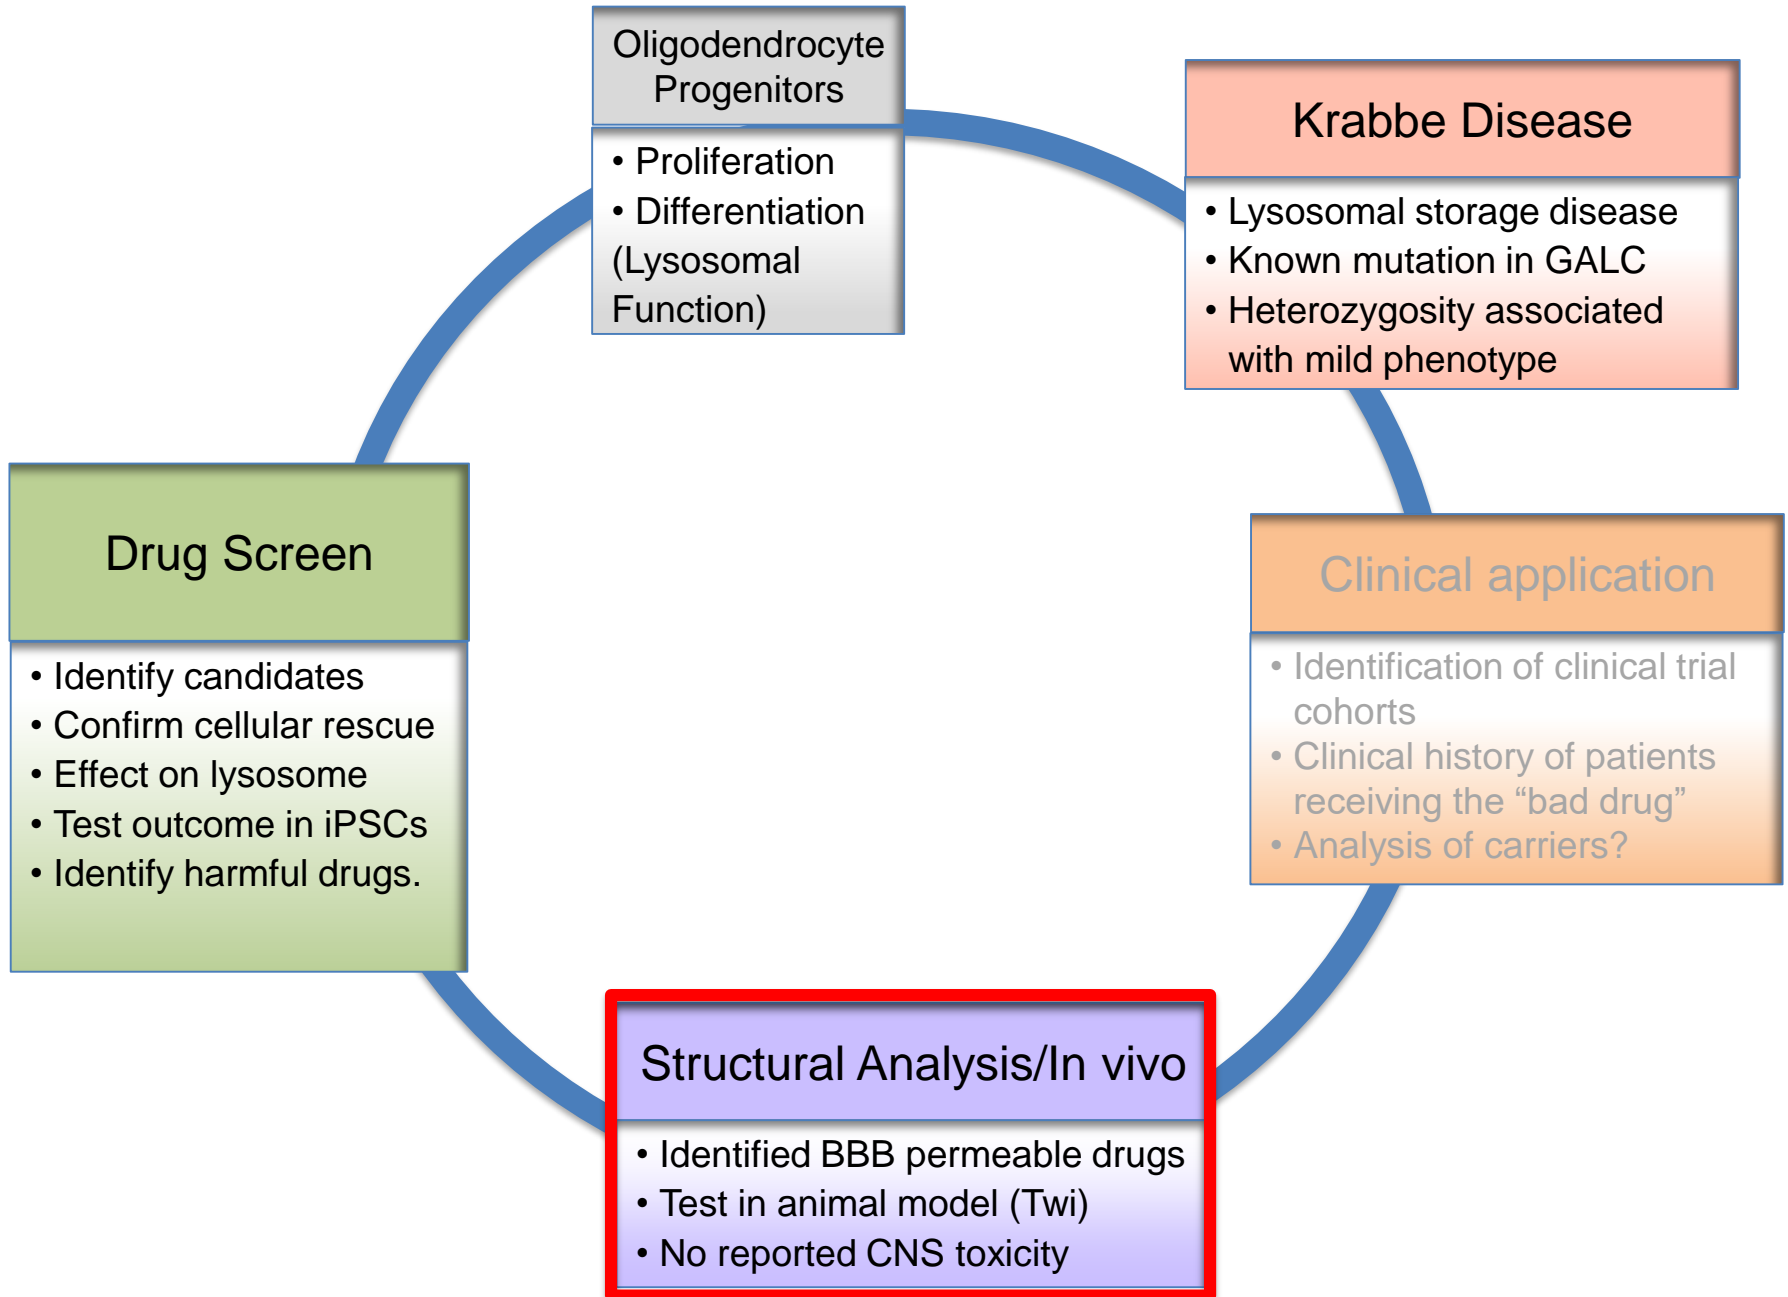 Oligodendrocyte
Progenitors
• Proliferation
• Differentiation
(Lysosomal
Function)
Krabbe Disease
• Lysosomal storage disease
• Known mutation in GALC
• Heterozygosity associated
with mild phenotype
Clinical application
• Identification of clinical trial
cohorts
• Clinical history of patients
receiving the “bad drug”
• Analysis of carriers?
Structural Analysis/In vivo
• Identified BBB permeable drugs
• Test in animal model (Twi)
• No reported CNS toxicity
Drug Screen
• Identify candidates
• Confirm cellular rescue
• Effect on lysosome
• Test outcome in iPSCs
• Identify harmful drugs.